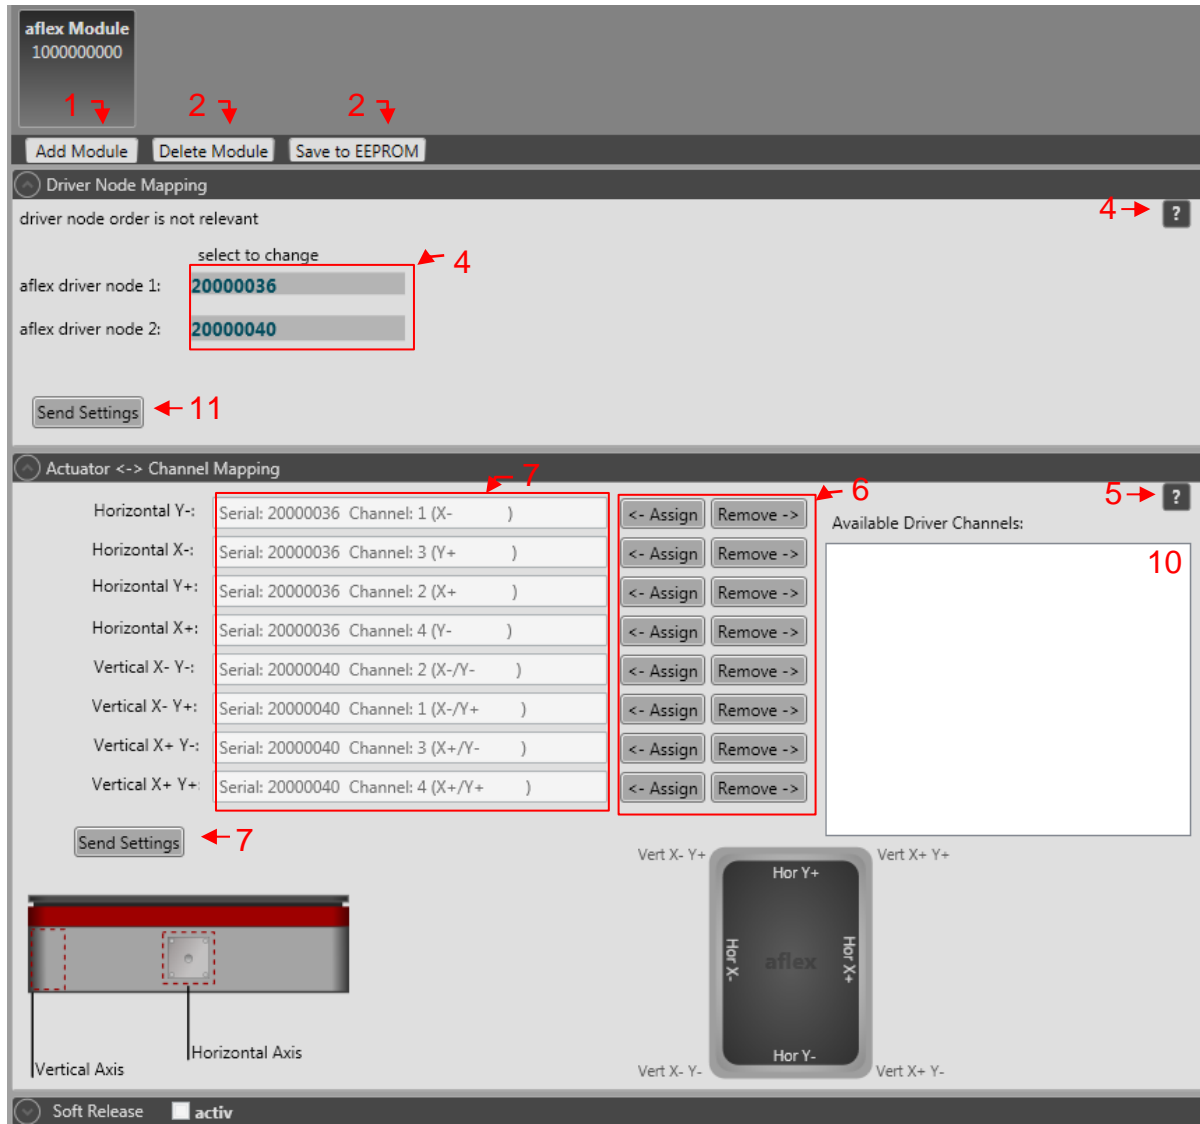 aflex Module
1000000000
1 2 2
Add Module Delete Module Save to EEPROM
Driver Node Mapping
driver node order is not relevant 4 ?
select to change
4
aflex driver node 1: 20000036
aflex driver node 2: 20000040
Send Settings 11
Actuator <-> Channel Mapping
7 6 5 ?
Horizontal Y-: Serial: 20000036 Channel: 1 (X- ) <- Assign Remove -> Available Driver Channels:
Horizontal X-: Serial: 20000036 Channel: 3 (Y+ ) <- Assign Remove -> 10
Horizontal Y+: Serial: 20000036 Channel: 2 (X+ ) <- Assign Remove ->
Horizontal X+: Serial: 20000036 Channel: 4 (Y- ) <- Assign Remove ->
Vertical X- Y-: Serial: 20000040 Channel: 2 (X-/Y- ) <- Assign Remove ->
Vertical X- Y+: Serial: 20000040 Channel: 1 (X-/Y+ ) <- Assign Remove ->
Vertical X+ Y-: Serial: 20000040 Channel: 3 (X+/Y- ) <- Assign Remove ->
Vertical X+ Y+: Serial: 20000040 Channel: 4 (X+/Y+ ) <- Assign Remove ->
Send Settings 7
Vert X- Y+ Vert X+ Y+
Hor Y+
Hor X- aflex Hor X+
Hor Y-
Vert X- Y- Vert X+ Y-
Horizontal Axis
Vertical Axis
Soft Release activ